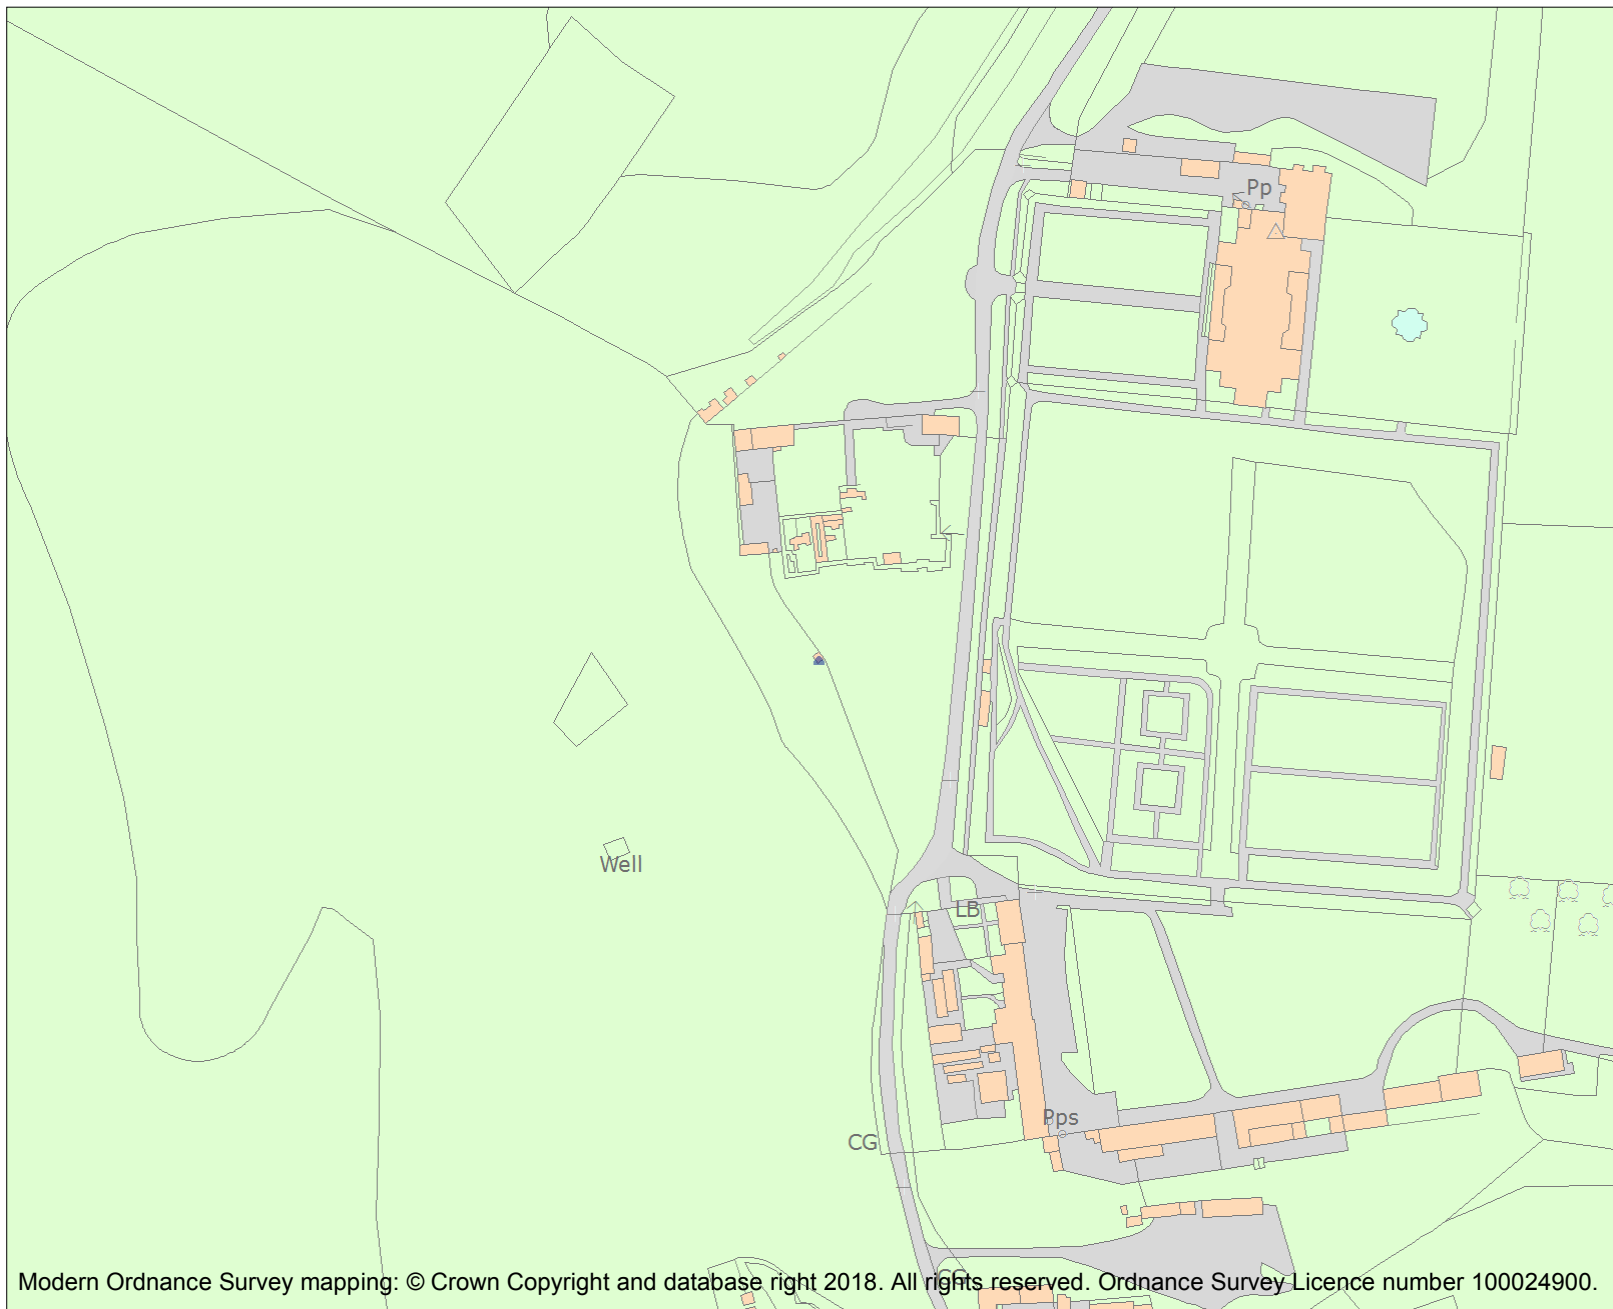 Pp
Well
LB
Pps
CG
CG
Modern Ordnance Survey mapping: © Crown Copyright and database right 2018. All rights reserved. Ordnance Survey Licence number 100024900.